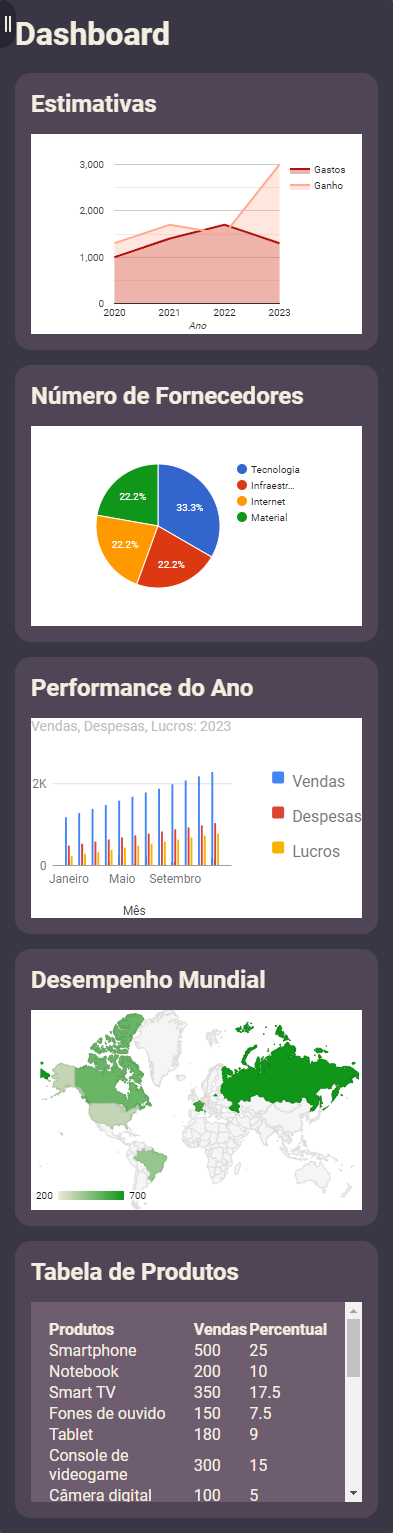 Dashboard
Estimativas
3,000
2,000
1,000
0
2020 2021 2022 2023
Ano
Gastos
Ganho
Número de Fornecedores
33.3%
22.2%
22.2%
22.2%
Tecnologia
Infraestr...
Internet
Material
Performance do Ano
Vendas, Despesas, Lucros: 2023
2K
0
Janeiro Maio Setembro
Mês
Vendas
Despesas
Lucros
Desempenho Mundial
200 700
Tabela de Produtos
Produtos Vendas Percentual
Smartphone 500 25
Notebook 200 10
Smart TV 350 17.5
Fones de ouvido 150 7.5
Tablet 180 9
Console de
videogame 300 15
Câmera digital 100 5